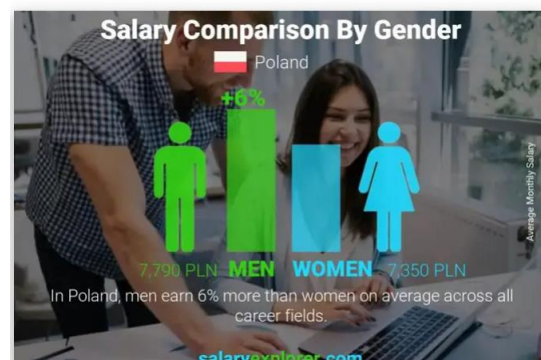 Salary Comparison By Gender
Poland
+6%
Average Monthly Salary
7,790 PLN MEN WOMEN 7,350 PLN
In Poland, men earn 6% more than women on average across all
career fields.
salaryexplorer.com